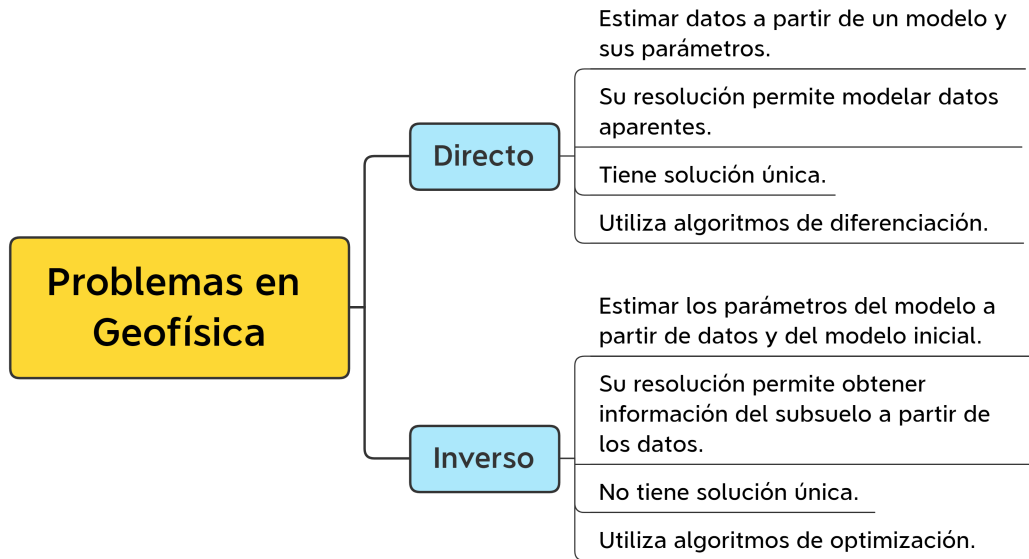 Problemas en
Geofísica
Directo
Estimar datos a partir de un modelo y
sus parámetros.
Su resolución permite modelar datos
aparentes.
Tiene solución única.
Utiliza algoritmos de diferenciación.
Inverso
Estimar los parámetros del modelo a
partir de datos y del modelo inicial.
Su resolución permite obtener
información del subsuelo a partir de
los datos.
No tiene solución única.
Utiliza algoritmos de optimización.